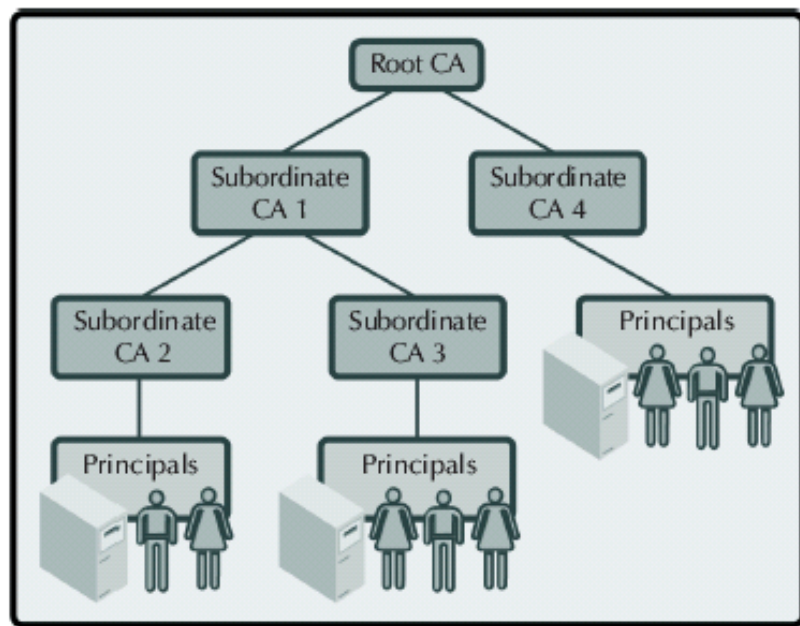 Root CA
Subordinate
CA 1
Subordinate
CA 4
Subordinate
CA 2
Subordinate
CA 3
Principals
Principals
Principals